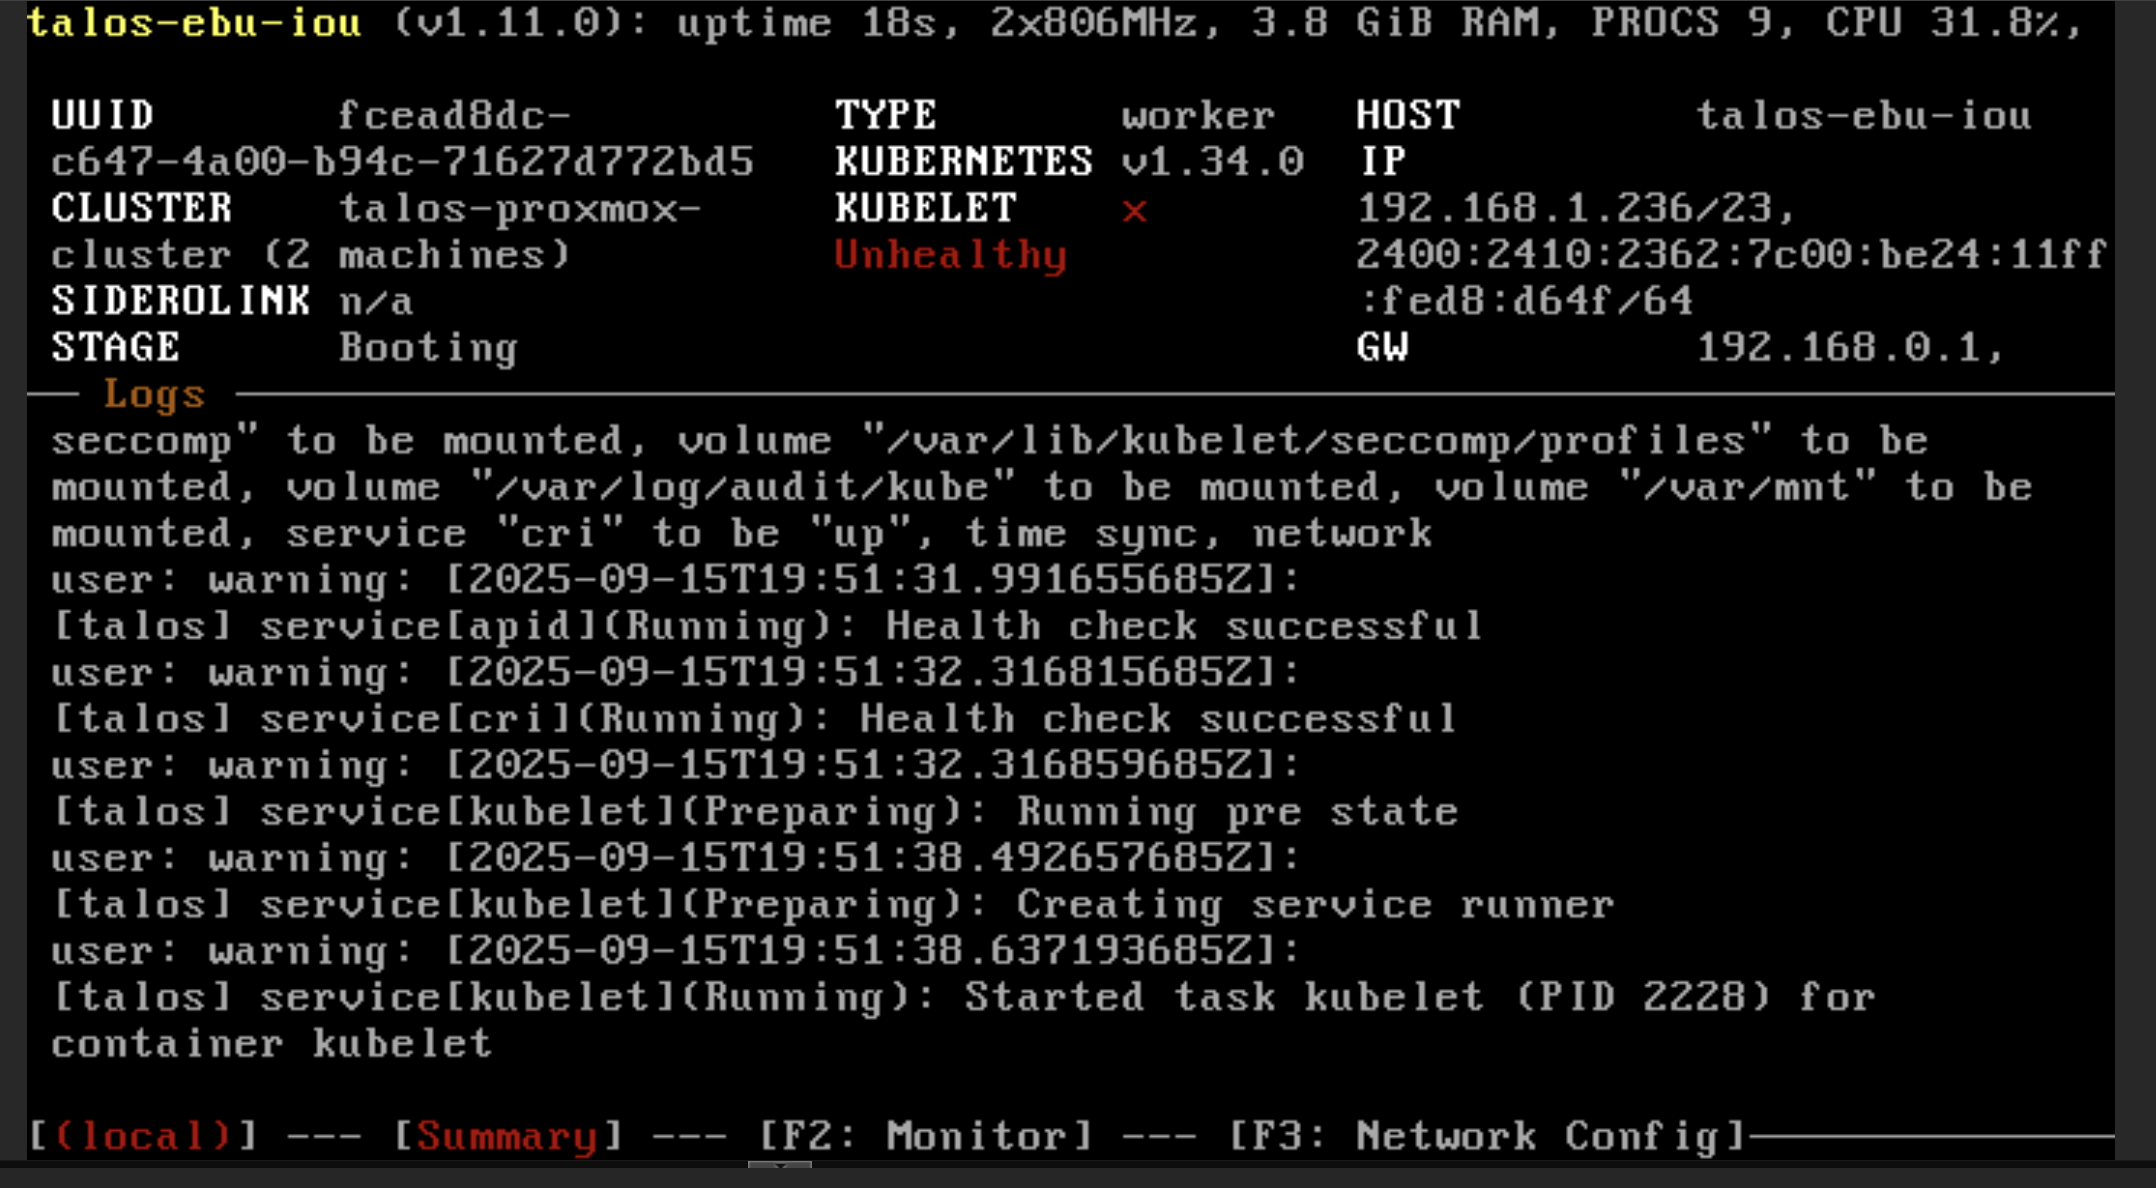 talos-ebu-iou (v1.11.0): uptime 18s, 2x806MHz, 3.8 GiB RAM, PROCS 9, CPU 31.8%,
UUID fcead8dc- TYPE worker HOST talos-ebu-iou
c647-4a00-b94c-71627d772bd5 KUBERNETES v1.34.0 IP
CLUSTER talos-proxmox- KUBELET × 192.168.1.236/23,
cluster (2 machines) Unhealthy 2400:2410:2362:7c00:be24:11ff
SIDEROLINK n/a :fed8:d64f/64
STAGE Booting GW 192.168.0.1,
Logs
seccomp" to be mounted, volume "/var/lib/kubelet/seccomp/profiles" to be
mounted, volume "/var/log/audit/kube" to be mounted, volume "/var/mnt" to be
mounted, service "cri" to be "up", time sync, network
user: warning: [2025-09-15T19:51:31.991655685Z]:
[talos] service[apid](Running): Health check successful
user: warning: [2025-09-15T19:51:32.316815685Z]:
[talos] service[cri](Running): Health check successful
user: warning: [2025-09-15T19:51:32.316859685Z]:
[talos] service[kubelet](Preparing): Running pre state
user: warning: [2025-09-15T19:51:38.492657685Z]:
[talos] service[kubelet](Preparing): Creating service runner
user: warning: [2025-09-15T19:51:38.637193685Z]:
[talos] service[kubelet](Running): Started task kubelet (PID 2228) for
container kubelet
[(local)] --- [Summary] --- [F2: Monitor] --- [F3: Network Config]